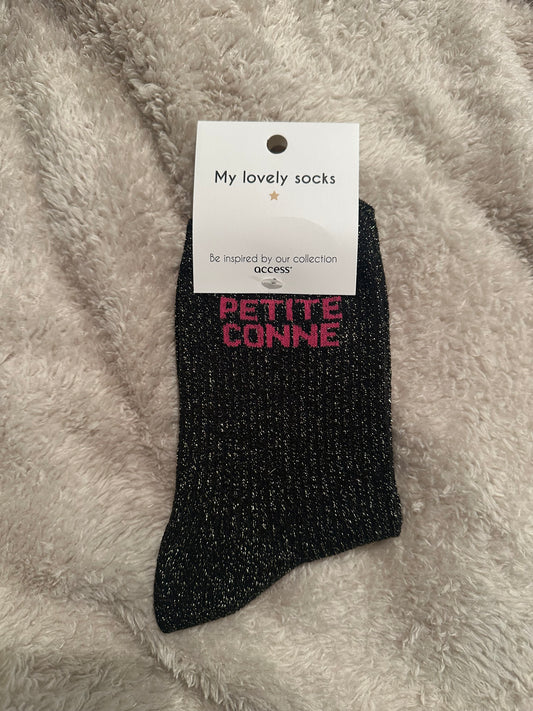 My lovely socks
Be inspired by our collection
access®
PETITE
CONNE